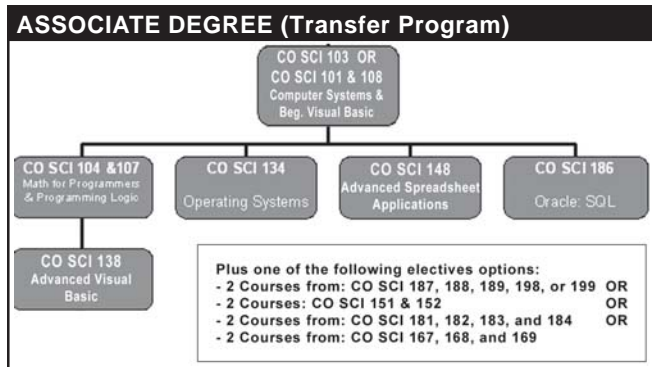 ASSOCIATE DEGREE (Transfer Program)
CO SCI 103 OR
CO SCI 101 & 108
Computer Systems &
Beg. Visual Basic
CO SCI 104 &107
Math for Programmers
& Programming Logic
CO SCI 134
Operating Systems
CO SCI 148
Advanced Spreadsheet
Applications
CO SCI 186
Oracle: SQL
CO SCI 138
Advanced Visual
Basic
Plus one of the following electives options:
- 2 Courses from: CO SCI 187, 188, 189, 198, or 199 OR
- 2 Courses: CO SCI 151 & 152 OR
- 2 Courses from: CO SCI 181, 182, 183, and 184 OR
- 2 Courses from: CO SCI 167, 168, and 169